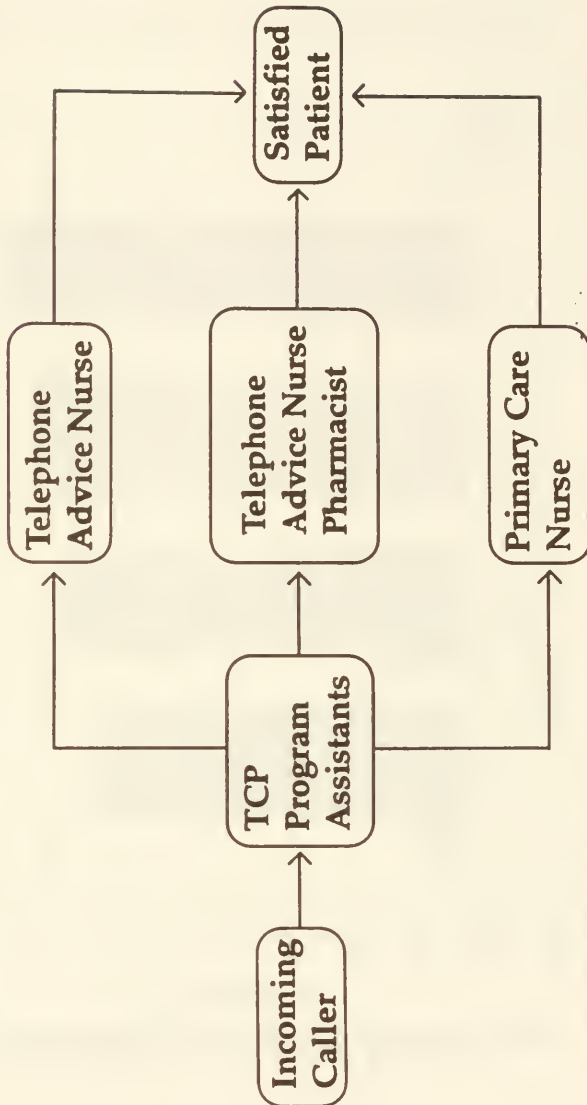 Incoming
Caller
TCP
Program
Assistants
Telephone
Advice Nurse
Telephone
Advice Nurse
Pharmacist
Primary Care
Nurse
Satisfied
Patient